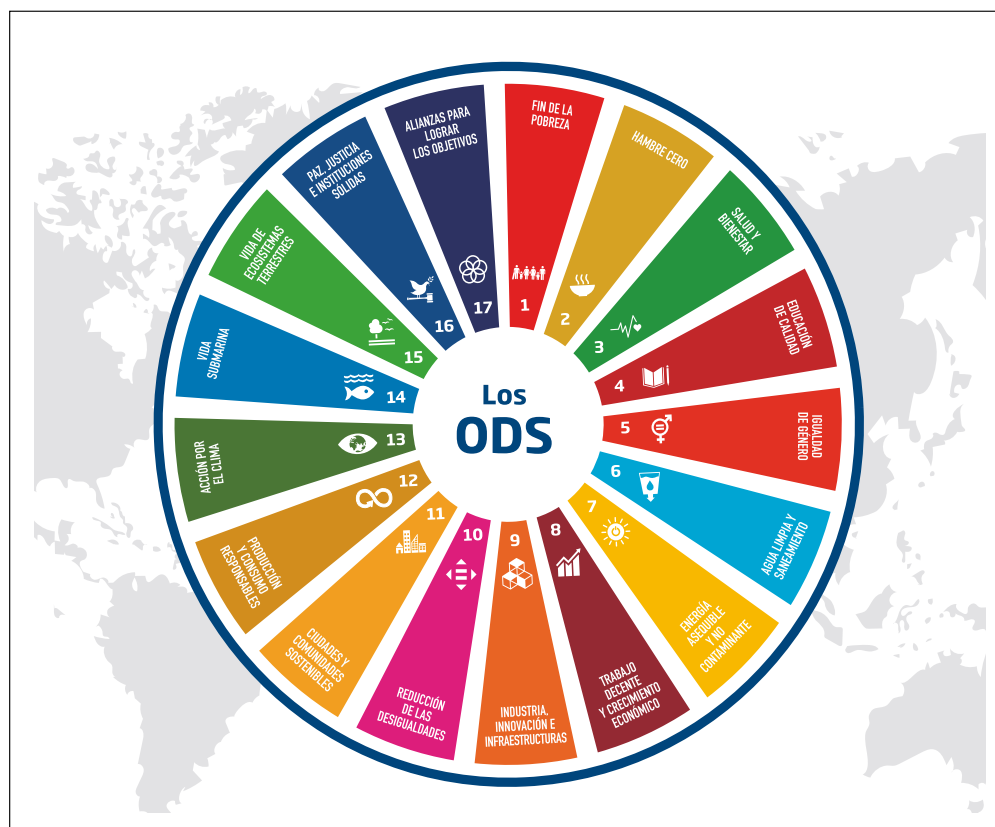 Los
ODS
FIN DE LA
POBREZA
1
HAMBRE CERO
2
SALUD Y
BIENESTAR
3
EDUCACIÓN
DE CALIDAD
4
IGUALDAD
DE GÉNERO
5
AGUA LIMPIA Y
SANEAMIENTO
6
ENERGÍA
ASEQUIBLE
Y NO
CONTAMINANTE
7
TRABAJO
DECENTE
Y CRECIMIENTO
ECONÓMICO
8
INDUSTRIA,
INNOVACIÓN E
INFRAESTRUCTURAS
9
REDUCCIÓN
DE LAS
DESIGUALDADES
10
CIUDADES Y
COMUNIDADES
SOSTENIBLES
11
PRODUCCIÓN
Y CONSUMO
RESPONSABLES
12
ACCIÓN POR
EL CLIMA
13
VIDA
SUBMARINA
14
VIDA DE
ECOSISTEMAS
TERRESTRES
15
PAZ, JUSTICIA
E INSTITUCIONES
SÓLIDAS
16
ALIANZAS PARA
LOGRAR
LOS OBJETIVOS
17